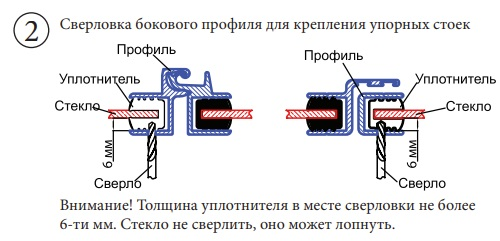 2
Сверловка бокового профиля для крепления упорных стоек
Профиль
Профиль
Уплотнитель
Уплотнитель
Стекло
Стекло
6 мм
6 мм
Сверло
Сверло
Внимание! Толщина уплотнителя в месте сверловки не более
6-ти мм. Стекло не сверлить, оно может лопнуть.